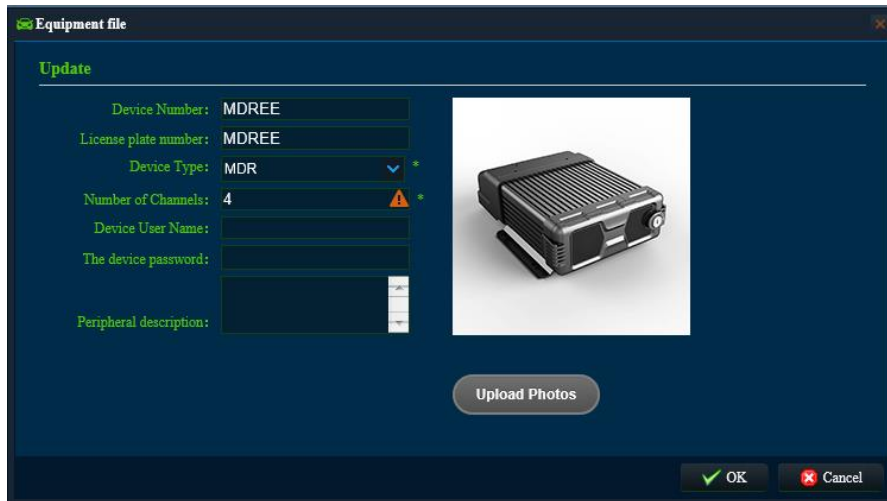 Equipment file
Update
Device Number: MDREE
License plate number: MDREE
Device Type: MDR *
Number of Channels: 4 *
Device User Name:
The device password:
Peripheral description:
Upload Photos
OK
Cancel